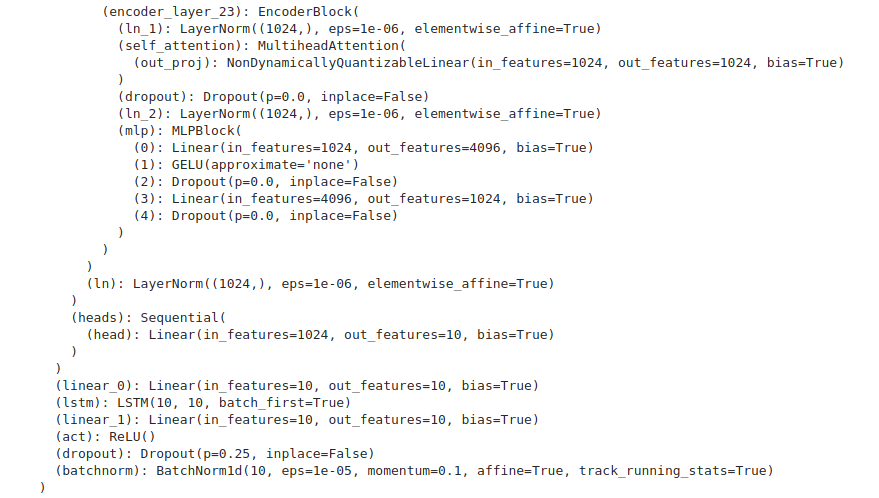 (encoder_layer_23): EncoderBlock(
(ln_1): LayerNorm((1024,), eps=1e-06, elementwise_affine=True)
(self_attention): MultiheadAttention(
(out_proj): NonDynamicallyQuantizableLinear(in_features=1024, out_features=1024, bias=True)
)
(dropout): Dropout(p=0.0, inplace=False)
(ln_2): LayerNorm((1024,), eps=1e-06, elementwise_affine=True)
(mlp): MLPBlock(
(0): Linear(in_features=1024, out_features=4096, bias=True)
(1): GELU(approximate='none')
(2): Dropout(p=0.0, inplace=False)
(3): Linear(in_features=4096, out_features=1024, bias=True)
(4): Dropout(p=0.0, inplace=False)
)
)
)
(ln): LayerNorm((1024,), eps=1e-06, elementwise_affine=True)
)
(heads): Sequential(
(head): Linear(in_features=1024, out_features=10, bias=True)
)
)
(linear_0): Linear(in_features=10, out_features=10, bias=True)
(lstm): LSTM(10, 10, batch_first=True)
(linear_1): Linear(in_features=10, out_features=10, bias=True)
(act): ReLU()
(dropout): Dropout(p=0.25, inplace=False)
(batchnorm): BatchNorm1d(10, eps=1e-05, momentum=0.1, affine=True, track_running_stats=True)
)